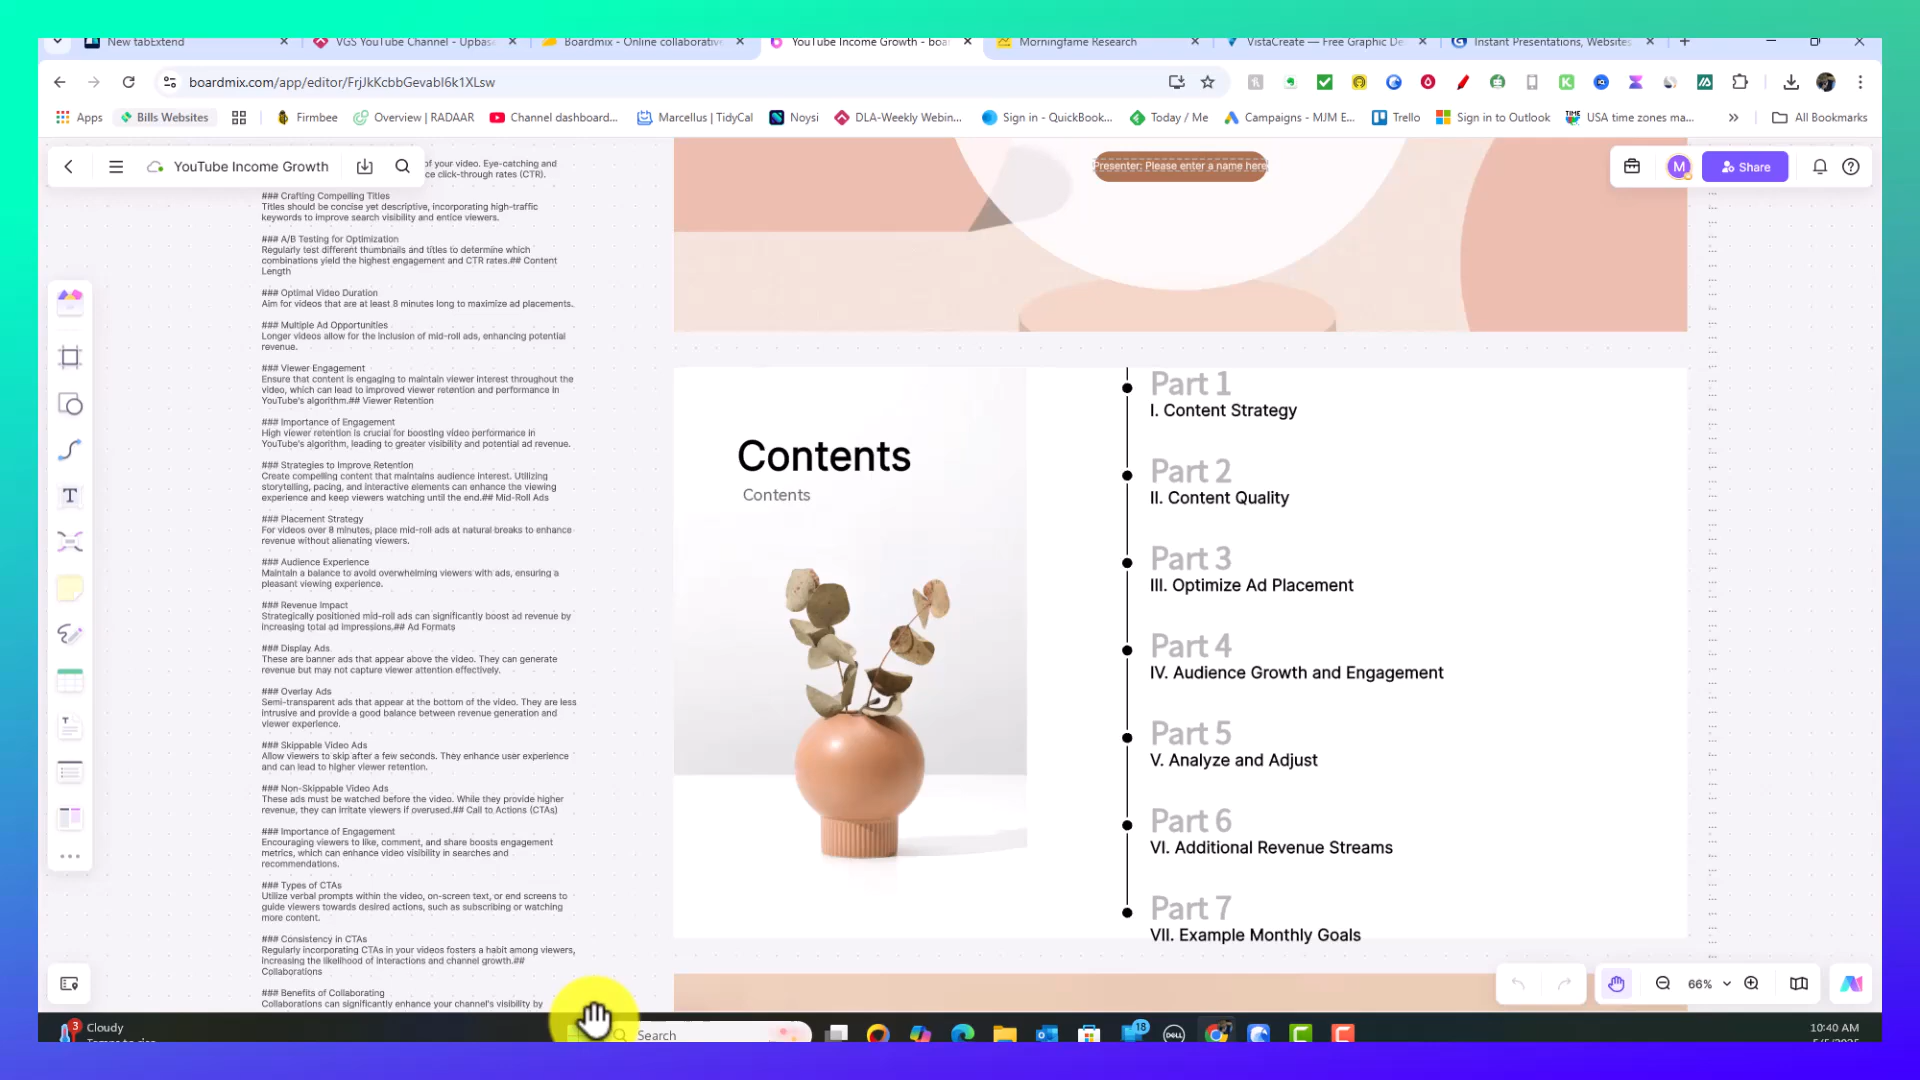 New tabExtend
VGS YouTube Channel - Upbase
Boardmix - Online collaborativ
YouTube Income Growth - boa
Morningfame Research
VistaCreate — Free Graphic De
Instant Presentations, Websites
boardmix.com/app/editor/FrjJkKcbbGevabI6k1XLsw
Apps
Bills Websites
Firmbee
Overview | RADAAR
Channel dashboard...
Marcellus | TidyCal
Noysi
DLA-Weekly Webin...
Sign in - QuickBook...
Today / Me
Campaigns - MJM E...
Trello
Sign in to Outlook
USA time zones ma...
All Bookmarks
YouTube Income Growth
M
Share
of your video. Eye-catching and
ce click-through rates (CTR).
### Crafting Compelling Titles
Titles should be concise yet descriptive, incorporating high-traffic
keywords to improve search visibility and entice viewers.
### A/B Testing for Optimization
Regularly test different thumbnails and titles to determine which
combinations yield the highest engagement and CTR rates.## Content
Length
### Optimal Video Duration
Aim for videos that are at least 8 minutes long to maximize ad placements.
### Multiple Ad Opportunities
Longer videos allow for the inclusion of mid-roll ads, enhancing potential
revenue.
### Viewer Engagement
Ensure that content is engaging to maintain viewer interest throughout the
video, which can lead to improved viewer retention and performance in
YouTube's algorithm.## Viewer Retention
### Importance of Engagement
High viewer retention is crucial for boosting video performance in
YouTube's algorithm, leading to greater visibility and potential ad revenue.
### Strategies to Improve Retention
Create compelling content that maintains audience interest. Utilizing
storytelling, pacing, and interactive elements can enhance the viewing
experience and keep viewers watching until the end.## Mid-Roll Ads
### Placement Strategy
For videos over 8 minutes, place mid-roll ads at natural breaks to enhance
revenue without alienating viewers.
### Audience Experience
Maintain a balance to avoid overwhelming viewers with ads, ensuring a
pleasant viewing experience.
### Revenue Impact
Strategically positioned mid-roll ads can significantly boost ad revenue by
increasing total ad impressions.## Ad Formats
### Display Ads
These are banner ads that appear above the video. They can generate
revenue but may not capture viewer attention effectively.
### Overlay Ads
Semi-transparent ads that appear at the bottom of the video. They are less
intrusive and provide a good balance between revenue generation and
viewer experience.
### Skippable Video Ads
Allow viewers to skip after a few seconds. They enhance user experience
and can lead to higher viewer retention.
### Non-Skippable Video Ads
These ads must be watched before the video. While they provide higher
revenue, they can irritate viewers if overused.## Call to Actions (CTAs)
### Importance of Engagement
Encouraging viewers to like, comment, and share boosts engagement
metrics, which can enhance video visibility in searches and
recommendations.
### Types of CTAs
Utilize verbal prompts within the video, on-screen text, or end screens to
guide viewers towards desired actions, such as subscribing or watching
more content.
### Consistency in CTAs
Regularly incorporating CTAs in your videos fosters a habit among viewers,
increasing the likelihood of interactions and channel growth.##
Collaborations
### Benefits of Collaborating
Collaborations can significantly enhance your channel's visibility by
Presenter: Please enter a name here
Contents
Contents
Part 1
I. Content Strategy
Part 2
II. Content Quality
Part 3
III. Optimize Ad Placement
Part 4
IV. Audience Growth and Engagement
Part 5
V. Analyze and Adjust
Part 6
VI. Additional Revenue Streams
Part 7
VII. Example Monthly Goals
66%
3
Cloudy
Search
18
DELL
10:40 AM